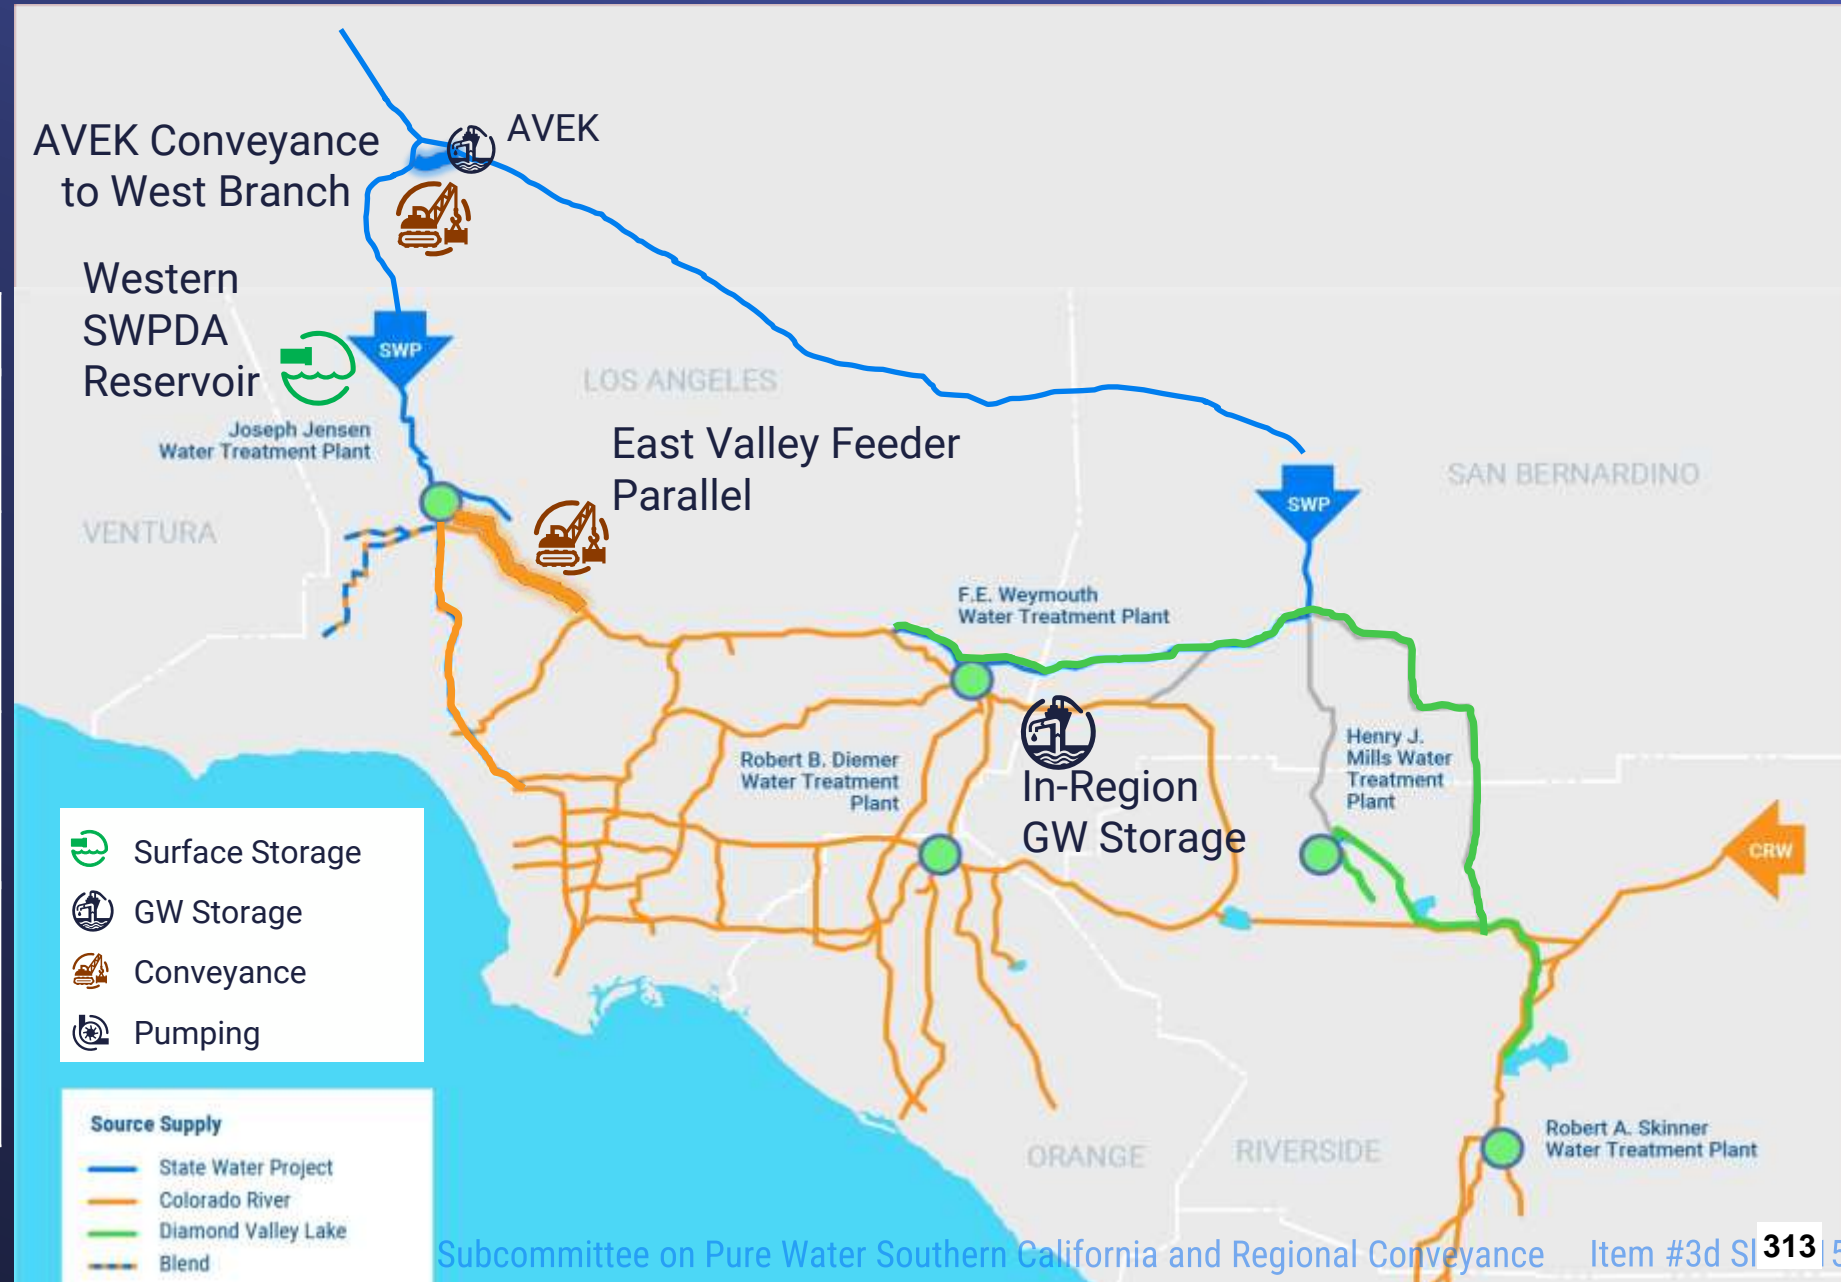 AVEK
AVEK Conveyance
to West Branch
Western
SWPDA
Reservoir
SWP
LOS ANGELES
Joseph Jensen
Water Treatment Plant
East Valley Feeder
Parallel
SAN BERNARDINO
SWP
VENTURA
F.E. Weymouth
Water Treatment Plant
Robert B. Diemer
Water Treatment
Plant
In-Region
GW Storage
Henry J.
Mills Water
Treatment
Plant
CRW
Surface Storage
GW Storage
Conveyance
Pumping
Source Supply
State Water Project
Colorado River
Diamond Valley Lake
Blend
ORANGE
RIVERSIDE
Robert A. Skinner
Water Treatment Plant
Subcommittee on Pure Water Southern California and Regional Conveyance
Item #3d Sl
313
5